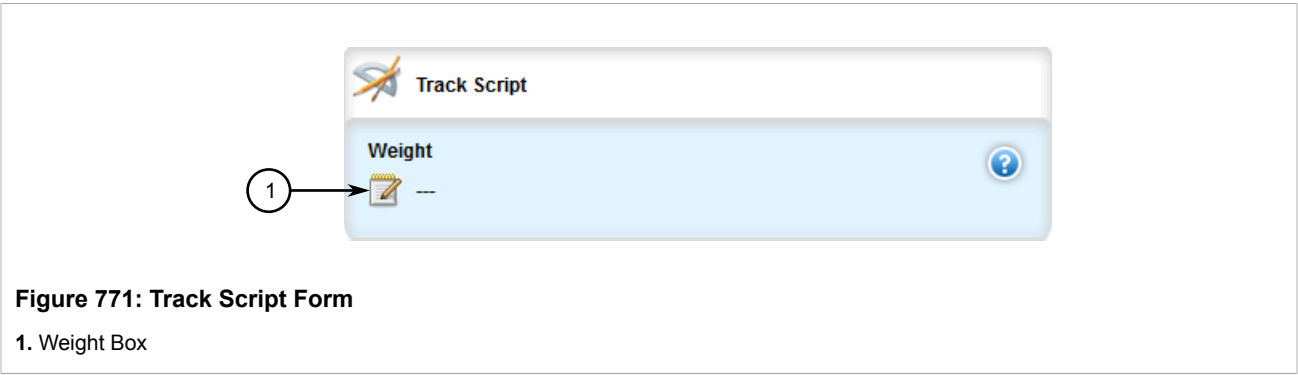 Track Script
Weight
1
---
?
Figure 771: Track Script Form
1. Weight Box